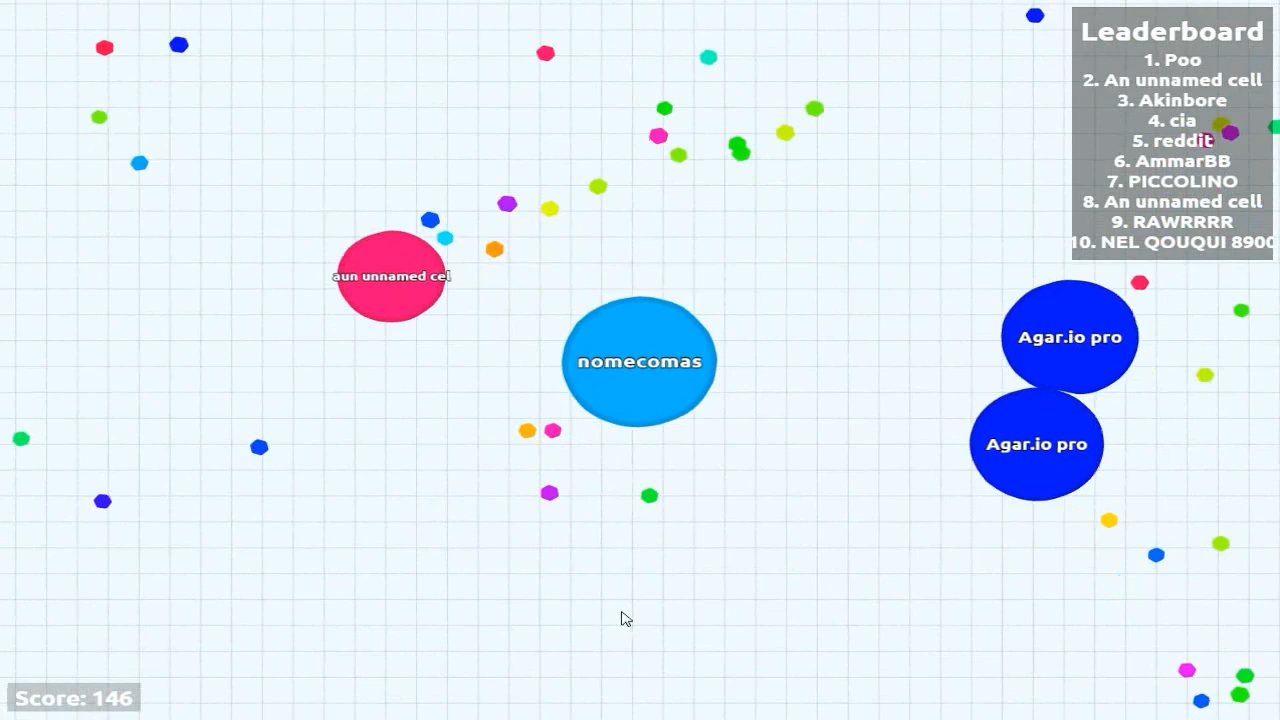 Leaderboard
1. Poo
2. An unnamed cell
3. Akinbore
4. cia
5. reddit
6. AmmarBB
7. PICCOLINO
8. An unnamed cell
9. RAWRRRR
10. NEL QOUQUI 8900
aun unnamed cel
nomecomas
Agar.io pro
Agar.io pro
Score: 146